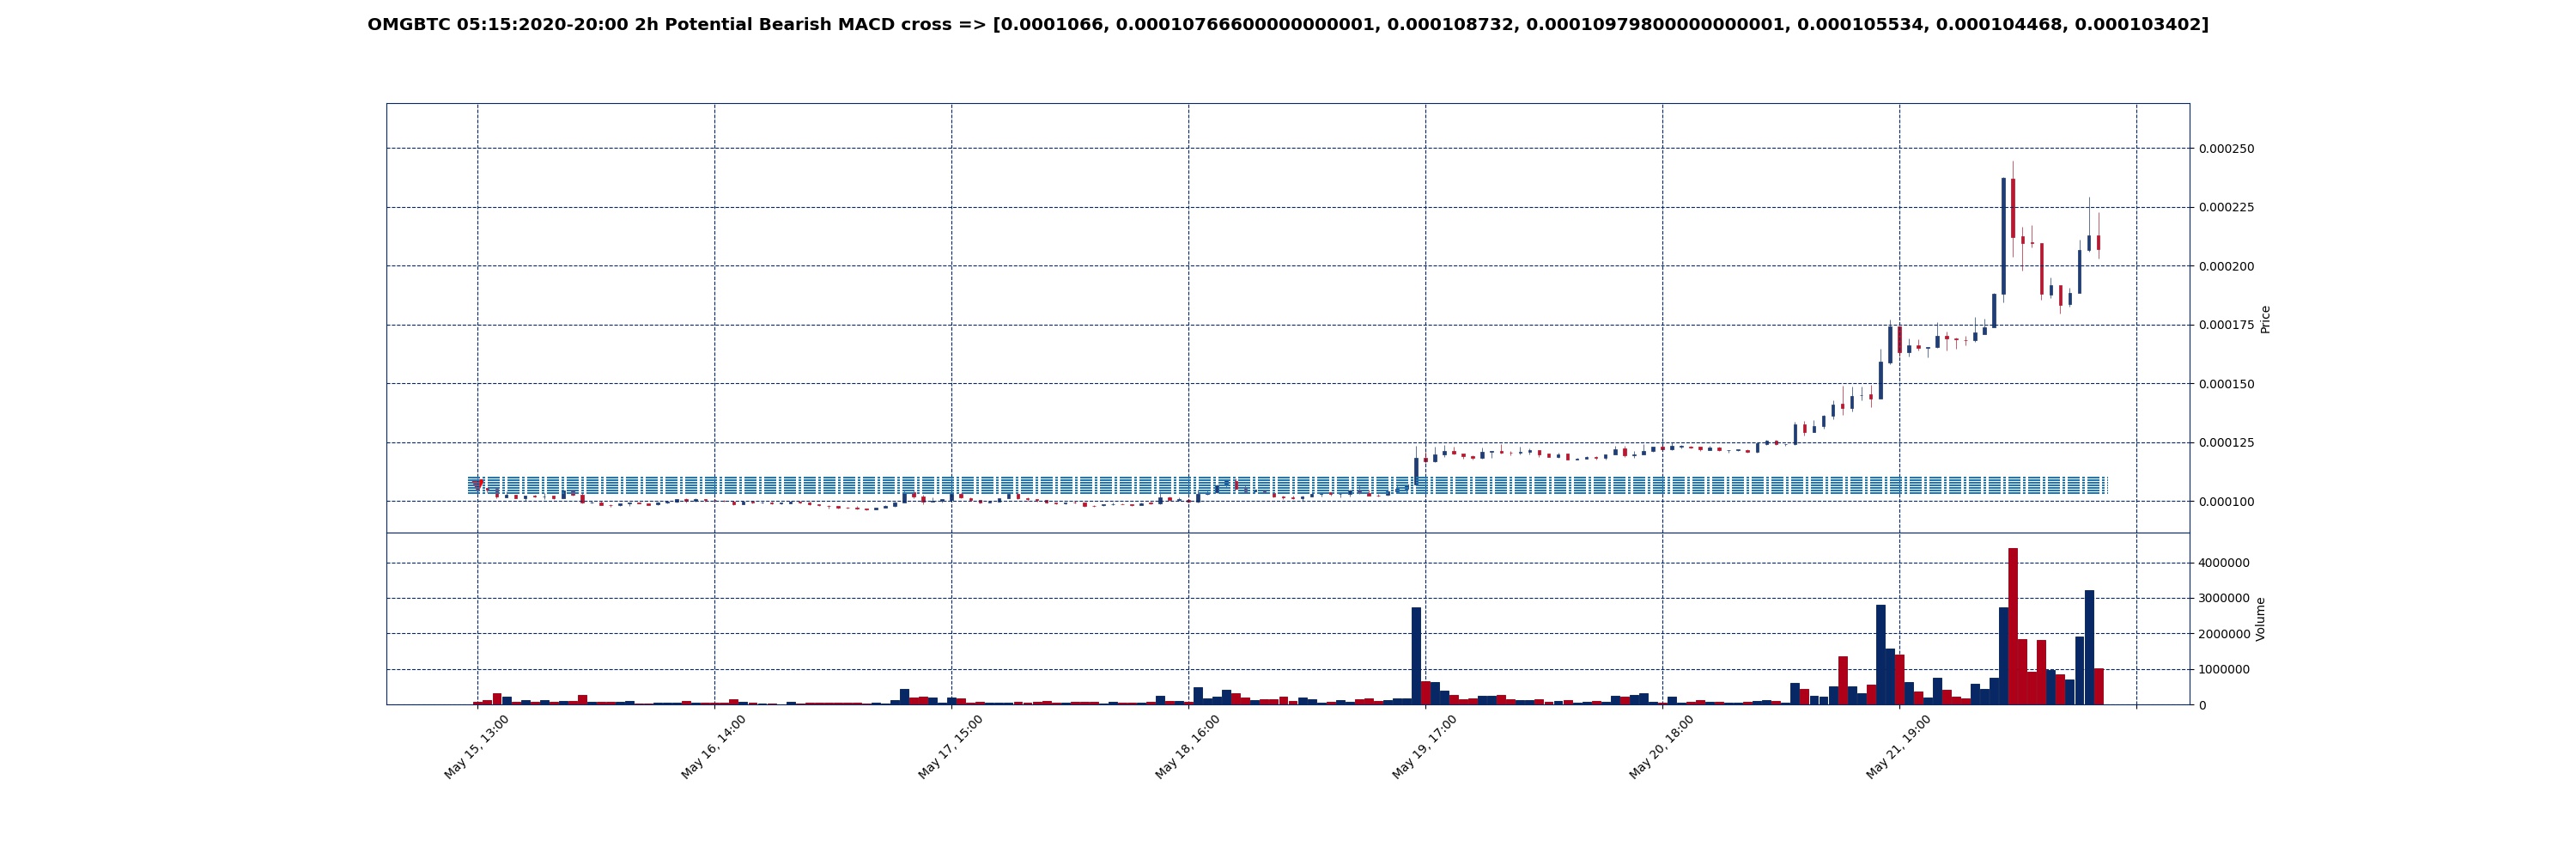 OMGBTC 05:15:2020-20:00 2h Potential Bearish MACD cross => [0.0001066, 0.00010766600000000001, 0.000108732, 0.00010979800000000001, 0.000105534, 0.000104468, 0.000103402]
0.000250
0.000225
0.000200
0.000175
0.000150
0.000125
0.000100
Price
4000000
3000000
2000000
1000000
0
Volume
May 15, 13:00
May 16, 14:00
May 17, 15:00
May 18, 16:00
May 19, 17:00
May 20, 18:00
May 21, 19:00